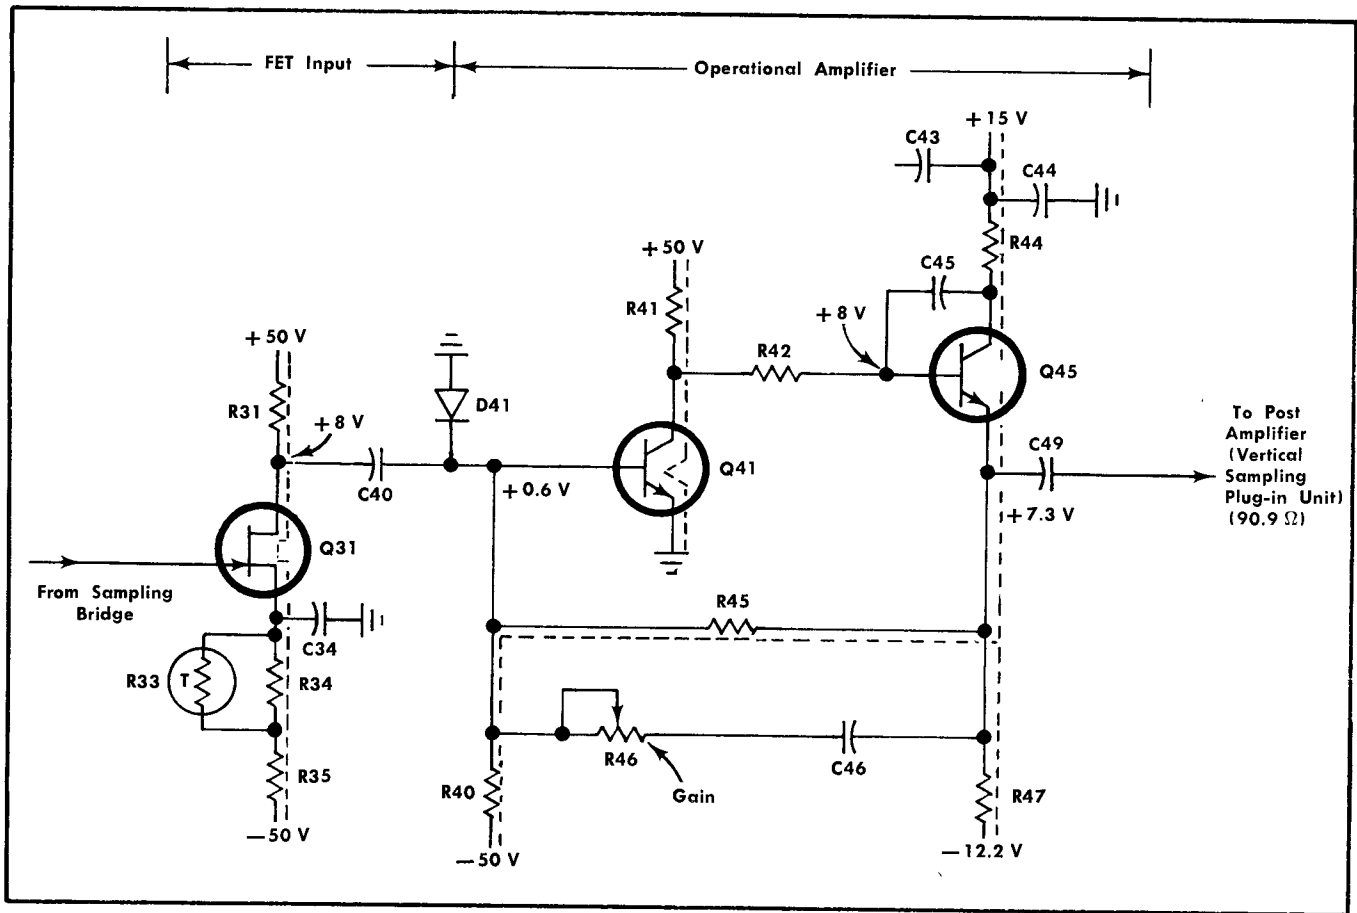 FET Input
Operational Amplifier
+15 V
C43
C44
R44
+50 V
C45
R41
+8 V
R42
Q45
+50 V
D41
R31
+8 V
To Post
Amplifier
(Vertical
Sampling
Plug-in Unit)
(90.9 Ω)
C49
Q41
C40
+0.6 V
+7.3 V
Q31
From Sampling
Bridge
R45
C34
R33
T
R34
R46
C46
R35
R40
Gain
R47
−50 V
−50 V
−12.2 V